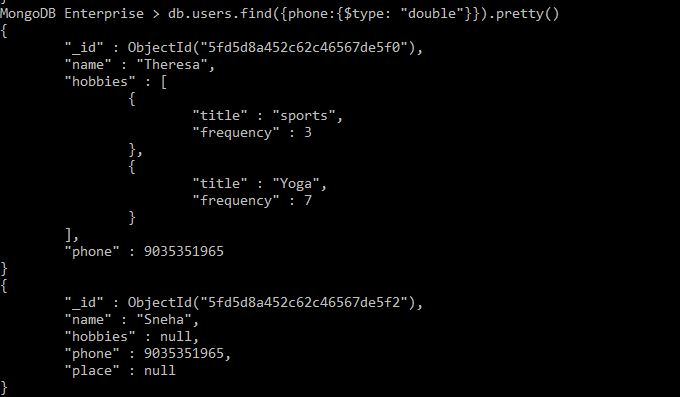 MongoDB Enterprise > db.users.find({phone:{$type: "double"}}).pretty()
{
        "_id" : ObjectId("5fd5d8a452c62c46567de5f0"),
        "name" : "Theresa",
        "hobbies" : [
                {
                        "title" : "sports",
                        "frequency" : 3
                },
                {
                        "title" : "Yoga",
                        "frequency" : 7
                }
        ],
        "phone" : 9035351965
}
{
        "_id" : ObjectId("5fd5d8a452c62c46567de5f2"),
        "name" : "Sneha",
        "hobbies" : null,
        "phone" : 9035351965,
        "place" : null
}